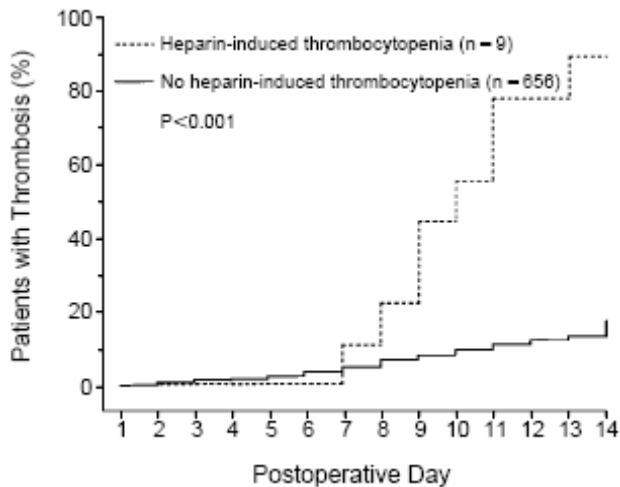 100
80
60
40
20
0
Patients with Thrombosis (%)
Heparin-induced thrombocytopenia (n = 9)
No heparin-induced thrombocytopenia (n = 656)
P<0.001
1 2 3 4 5 6 7 8 9 10 11 12 13 14
Postoperative Day